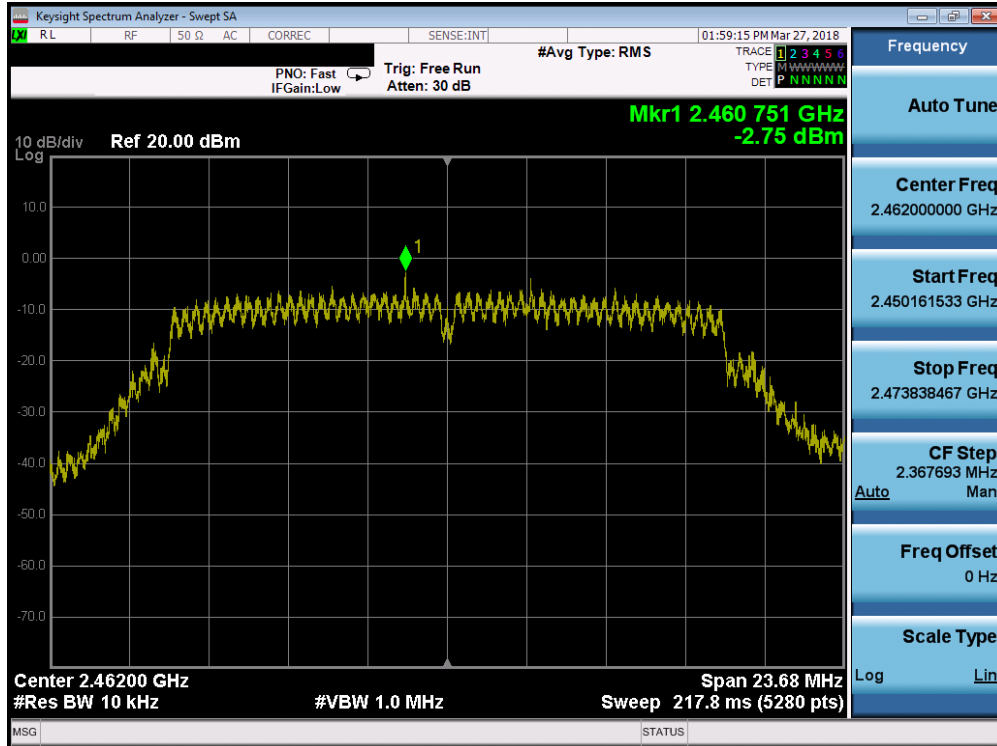 Keysight Spectrum Analyzer - Swept SA
LXI RL RF 50 Ω AC CORREC SENSE:INT 01:59:15 PM Mar 27, 2018
#Avg Type: RMS
TRACE 1 2 3 4 5 6
TYPE M WWWWW
DET P N N N N N
PNO: Fast
IFGain:Low
Trig: Free Run
Atten: 30 dB
Mkr1 2.460 751 GHz
-2.75 dBm
10 dB/div
Log
Ref 20.00 dBm
1
10.0
0.00
-10.0
-20.0
-30.0
-40.0
-50.0
-60.0
-70.0
Center 2.46200 GHz
Span 23.68 MHz
#Res BW 10 kHz
#VBW 1.0 MHz
Sweep 217.8 ms (5280 pts)
MSG
STATUS
Frequency
Auto Tune
Center Freq
2.462000000 GHz
Start Freq
2.450161533 GHz
Stop Freq
2.473838467 GHz
CF Step
2.367693 MHz
Auto Man
Freq Offset
0 Hz
Scale Type
Log Lin